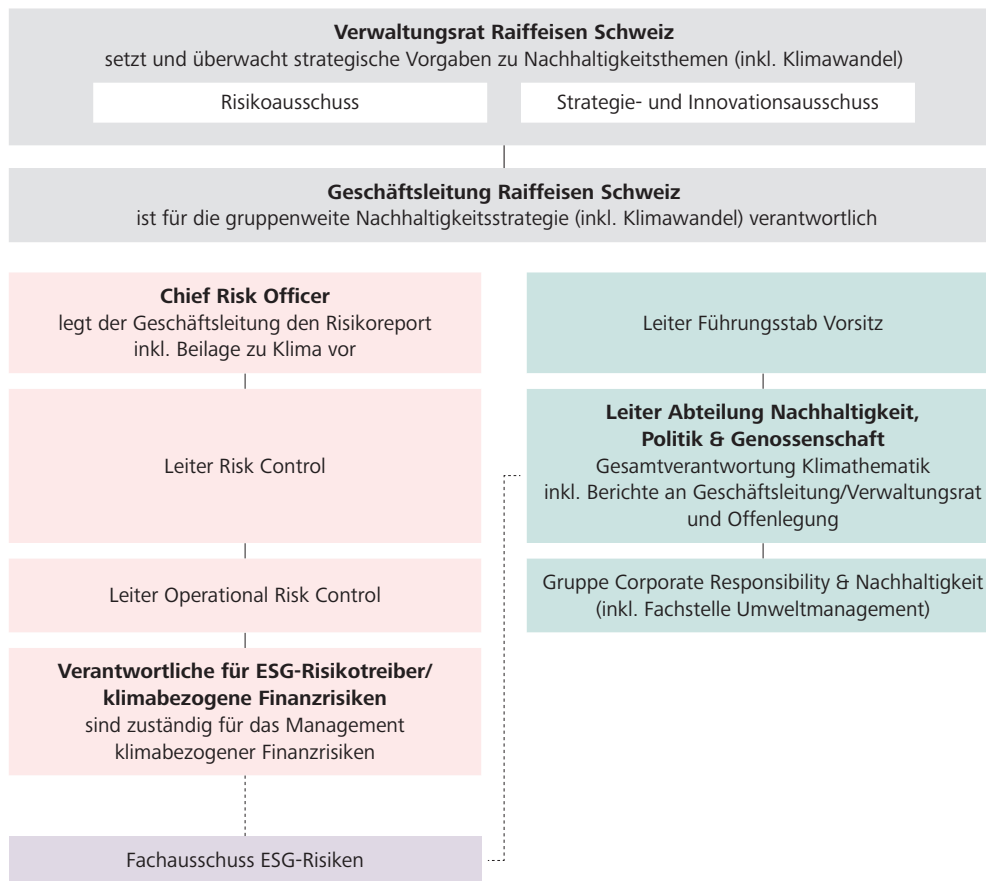 Verwaltungsrat Raiffeisen Schweiz
setzt und überwacht strategische Vorgaben zu Nachhaltigkeitsthemen (inkl. Klimawandel)
Risikoausschuss
Strategie- und Innovationsausschuss
Geschäftsleitung Raiffeisen Schweiz
ist für die gruppenweite Nachhaltigkeitsstrategie (inkl. Klimawandel) verantwortlich
Chief Risk Officer
legt der Geschäftsleitung den Risikoreport
inkl. Beilage zu Klima vor
Leiter Risk Control
Leiter Operational Risk Control
Verantwortliche für ESG-Risikotreiber/
klimabezogene Finanzrisiken
sind zuständig für das Management
klimabezogener Finanzrisiken
Fachausschuss ESG-Risiken
Leiter Führungsstab Vorsitz
Leiter Abteilung Nachhaltigkeit,
Politik & Genossenschaft
Gesamtverantwortung Klimathematik
inkl. Berichte an Geschäftsleitung/Verwaltungsrat
und Offenlegung
Gruppe Corporate Responsibility & Nachhaltigkeit
(inkl. Fachstelle Umweltmanagement)